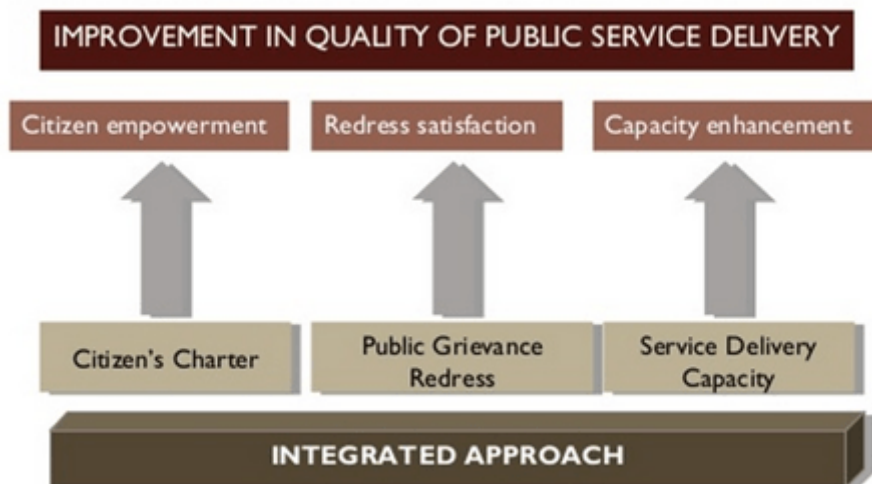 IMPROVEMENT IN QUALITY OF PUBLIC SERVICE DELIVERY
Citizen empowerment
Redress satisfaction
Capacity enhancement
Citizen's Charter
Public Grievance
Redress
Service Delivery
Capacity
INTEGRATED APPROACH